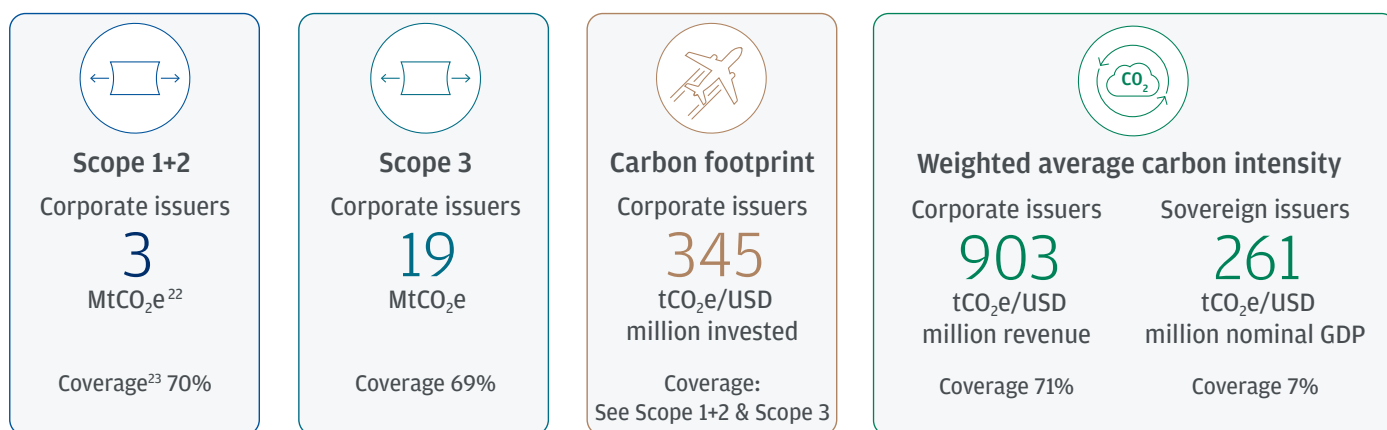 Scope 1+2
Corporate issuers
3
MtCO₂e ²²
Coverage²³ 70%
Scope 3
Corporate issuers
19
MtCO₂e
Coverage 69%
Carbon footprint
Corporate issuers
345
tCO₂e/USD
million invested
Coverage:
See Scope 1+2 & Scope 3
CO₂
Weighted average carbon intensity
Corporate issuers
903
tCO₂e/USD
million revenue
Coverage 71%
Sovereign issuers
261
tCO₂e/USD
million nominal GDP
Coverage 7%